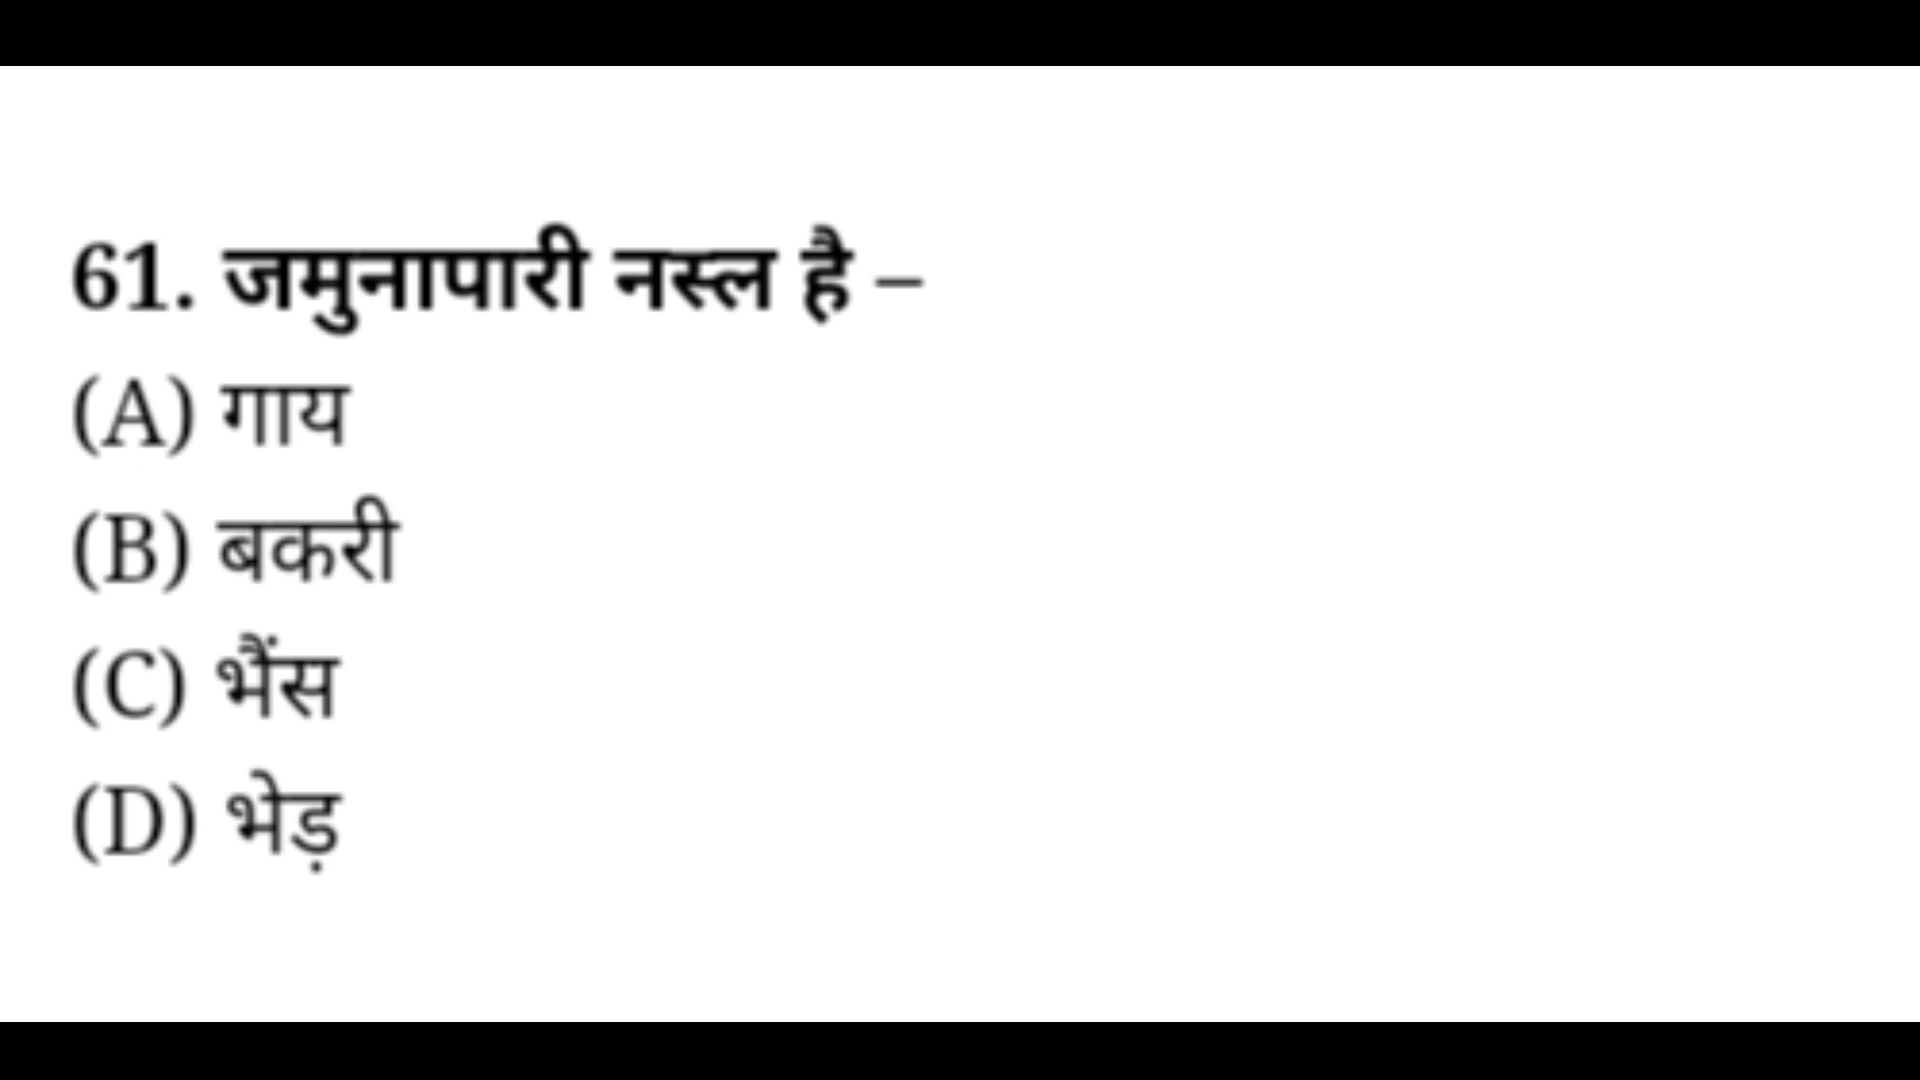 61. जमुनापारी नस्ल है –
(A) गाय
(B) बकरी
(C) भैंस
(D) भेड़